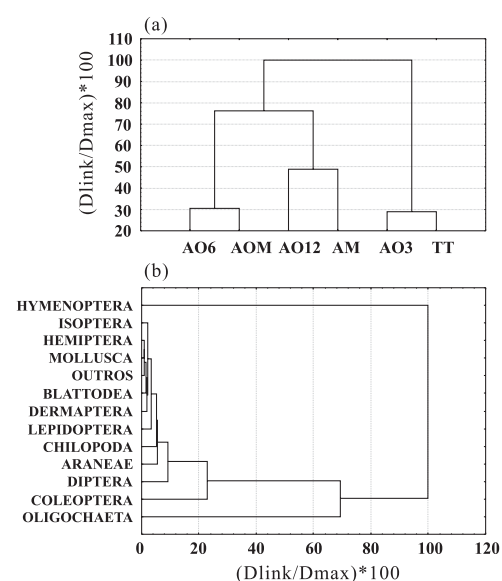 (a)
(Dlink/Dmax)*100
110
100
90
80
70
60
50
40
30
20
AO6 AOM AO12 AM AO3 TT
(b)
HYMENOPTERA
ISOPTERA
HEMIPTERA
MOLLUSCA
OUTROS
BLATTODEA
DERMAPTERA
LEPIDOPTERA
CHILOPODA
ARANEAE
DIPTERA
COLEOPTERA
OLIGOCHAETA
0 20 40 60 80 100 120
(Dlink/Dmax)*100